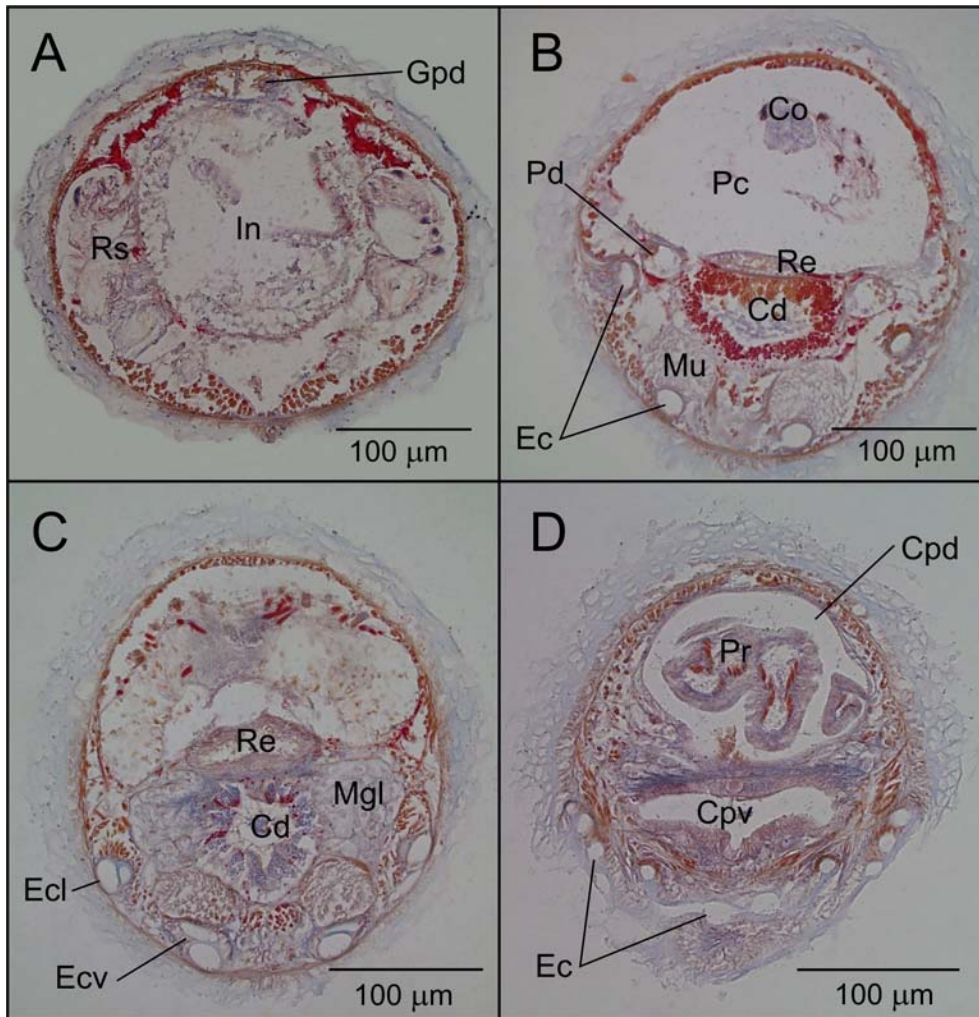 A
Gpd
Rs
In
100 µm
B
Co
Pd
Pc
Re
Cd
Mu
Ec
100 µm
C
Re
Mgl
Cd
Ecl
Ecv
100 µm
D
Cpd
Pr
Cpv
Ec
100 µm